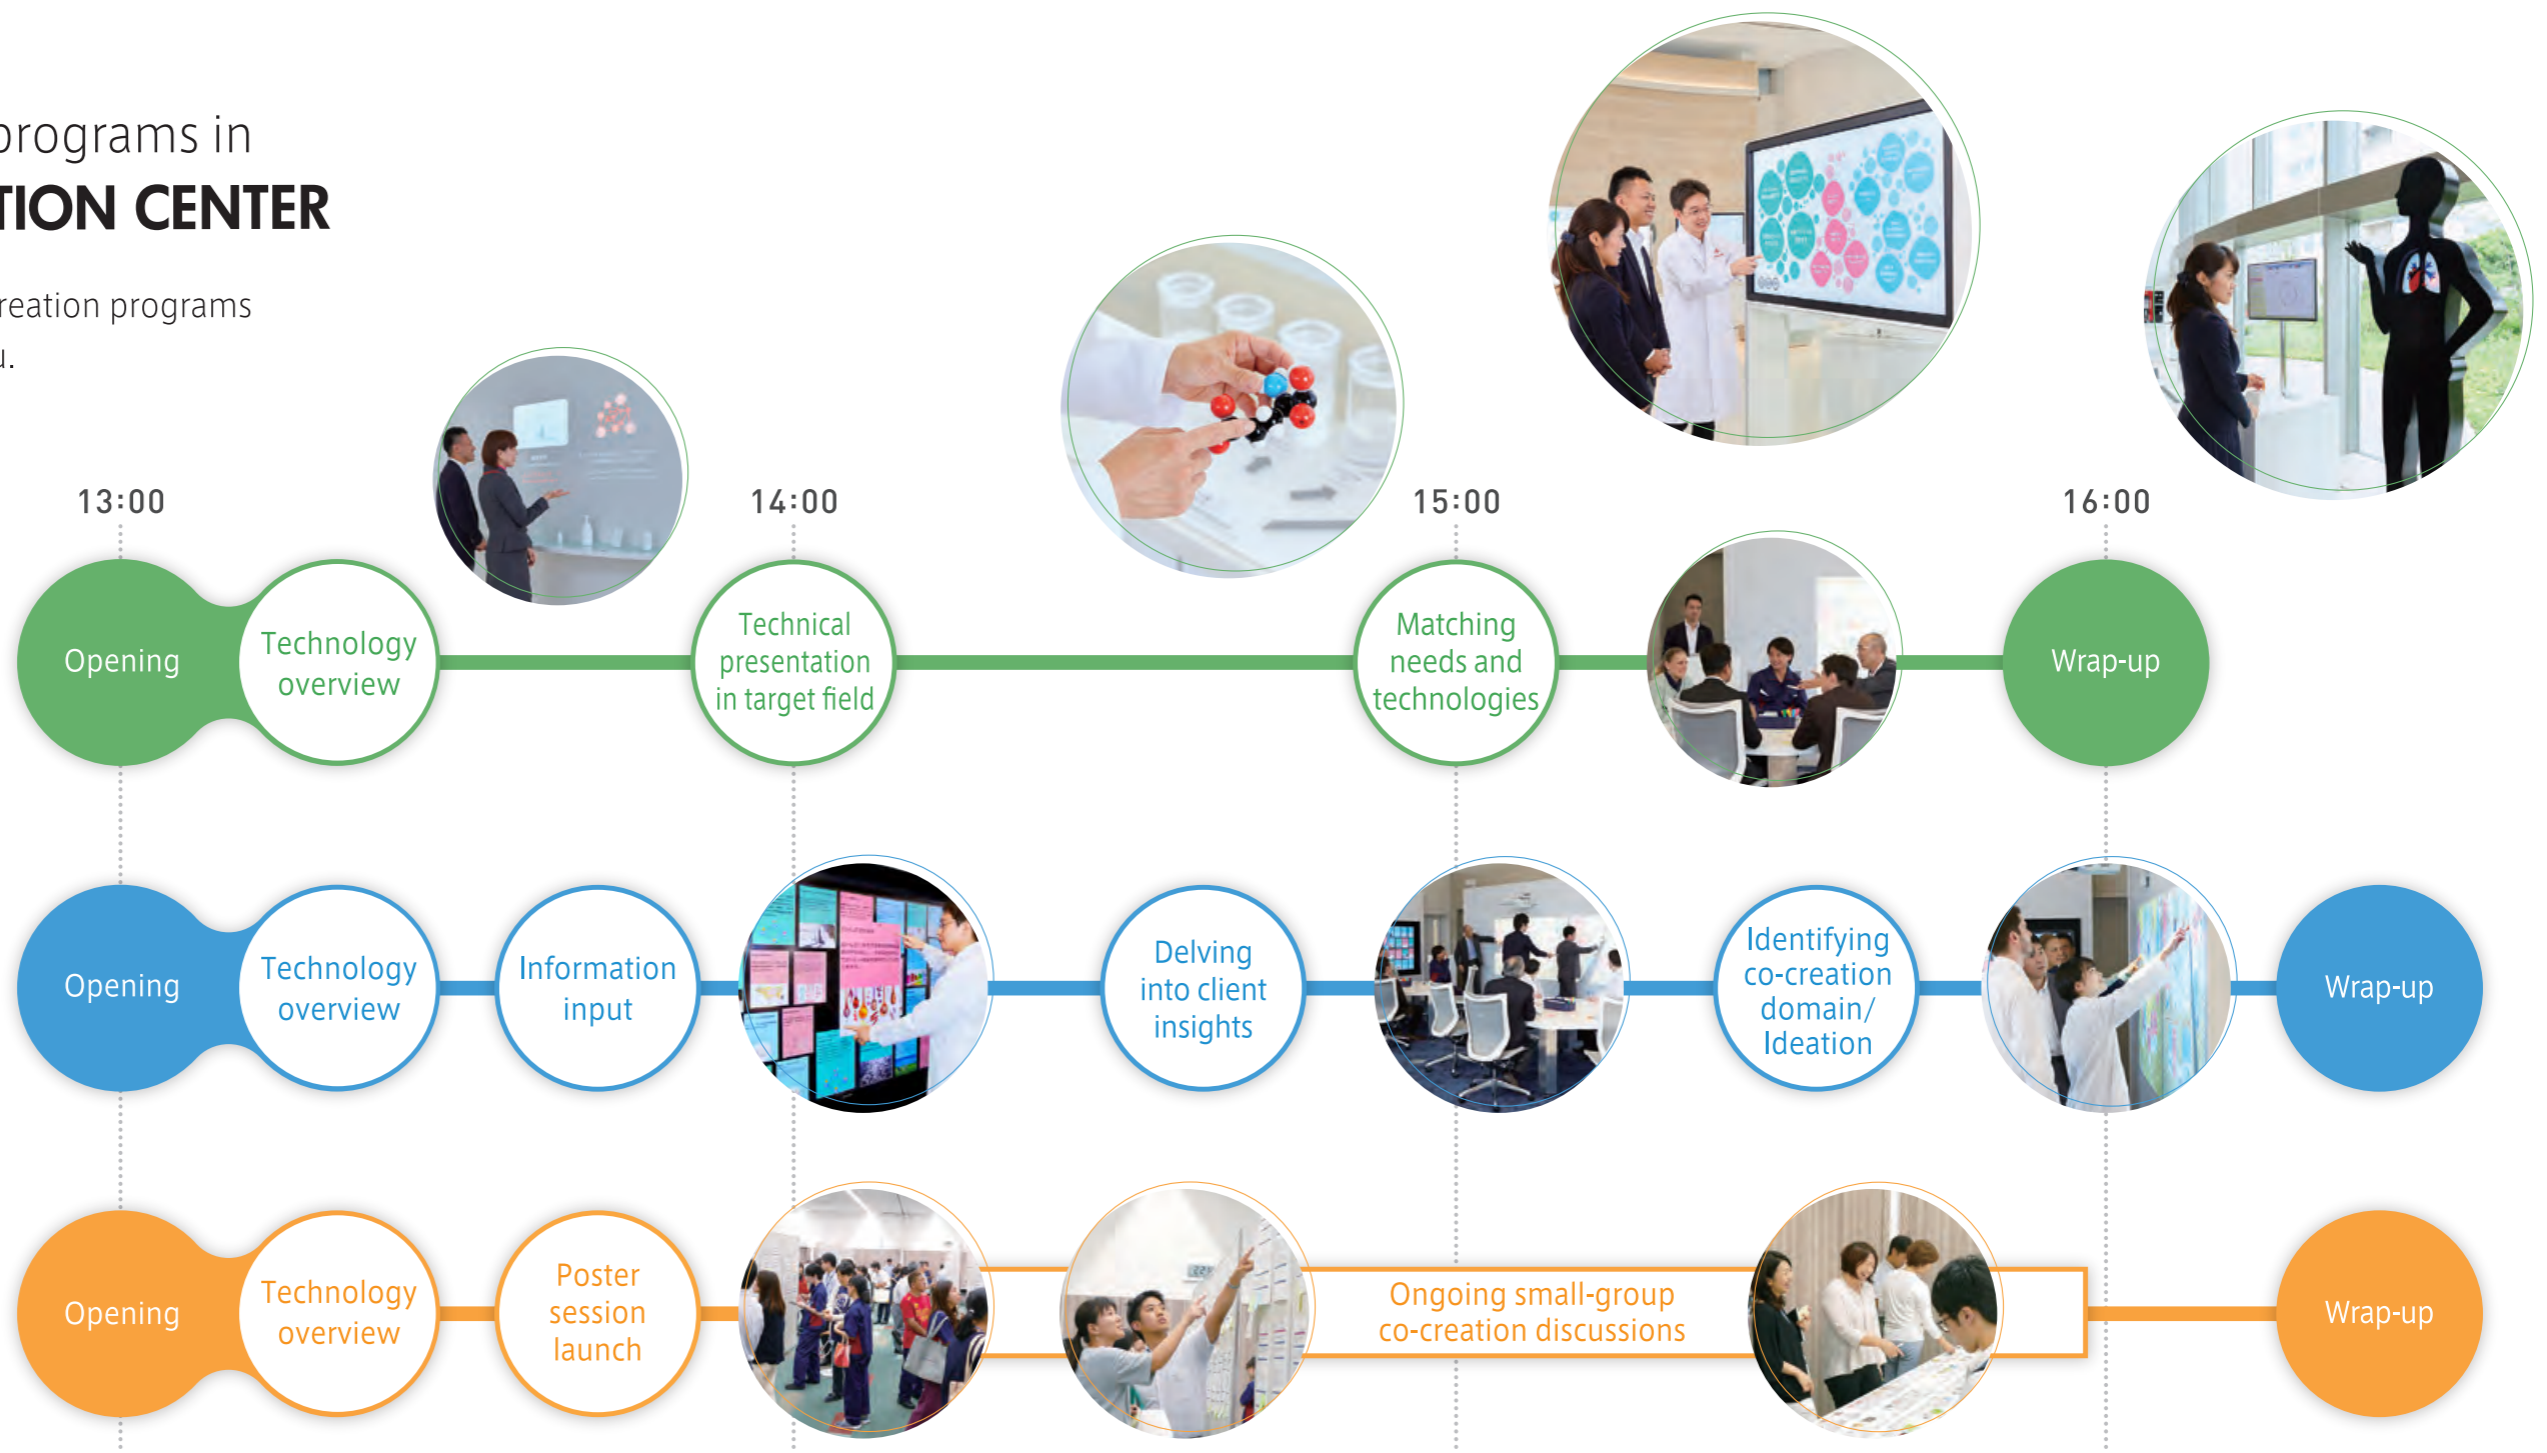 programs in
TION CENTER
reation programs
u.
13:00
14:00
15:00
16:00
Opening
Technology
overview
Technical
presentation
in target field
Matching
needs and
technologies
Wrap-up
Opening
Technology
overview
Information
input
Delving
into client
insights
Identifying
co-creation
domain/
Ideation
Wrap-up
Opening
Technology
overview
Poster
session
launch
Ongoing small-group
co-creation discussions
Wrap-up